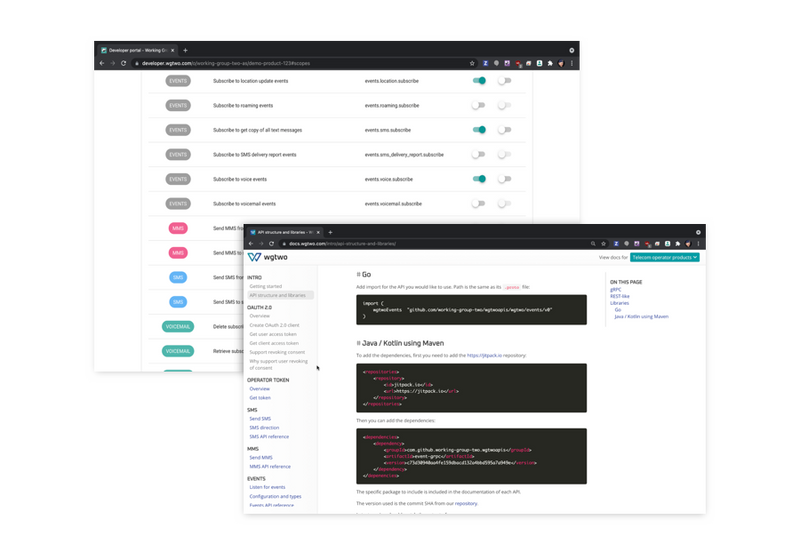 Developer portal - Working Gr
developer.wgtwo.com/o/working-group-two-as/demo-product-123#scopes
EVENTS Subscribe to location update events events.location.subscribe
EVENTS Subscribe to roaming events events.roaming.subscribe
EVENTS Subscribe to get copy of all text messages events.sms.subscribe
EVENTS Subscribe to SMS delivery report events events.sms_delivery_report.subscribe
EVENTS Subscribe to voice events events.voice.subscribe
EVENTS Subscribe to voicemail events events.voicemail.subscribe
MMS Send MMS from
MMS Send MMS to
SMS Send SMS from
SMS Send SMS to
VOICEMAIL Delete subsc
VOICEMAIL Retrieve subsc
API structure and libraries
docs.wgtwo.com/intro/api-structure-and-libraries/
wgtwo
View docs for Telecom operator products
INTRO
Getting started
API structure and libraries
OAUTH 2.0
Overview
Create OAuth 2.0 client
Get user access token
Get client access token
Support revoking consent
Why support user revoking
of consent
OPERATOR TOKEN
Overview
Get token
SMS
Send SMS
SMS direction
SMS API reference
MMS
Send MMS
MMS API reference
EVENTS
Listen for events
Configuration and types
Events API reference
# Go
Add import for the API you would like to use. Path is the same as its .proto file:
import (
wgtwoEvents "github.com/working-group-two/wgtwoapis/wgtwo/events/v0"
)
# Java / Kotlin using Maven
To add the dependencies, first you need to add the https://jitpack.io repository:
<repositories>
<repository>
<id>jitpack.io</id>
<url>https://jitpack.io</url>
</repository>
</repositories>
Then you can add the dependencies:
<dependencies>
<dependency>
<groupId>com.github.working-group-two.wgtwoapis</groupId>
<artifactId>event-grpc</artifactId>
</dependency>
</dependencies>
The specific package to include is included in the documentation of each API.
The version used is the commit SHA from our repository.
ON THIS PAGE
gRPC
REST-like
Libraries
Go
Java / Kotlin using Maven